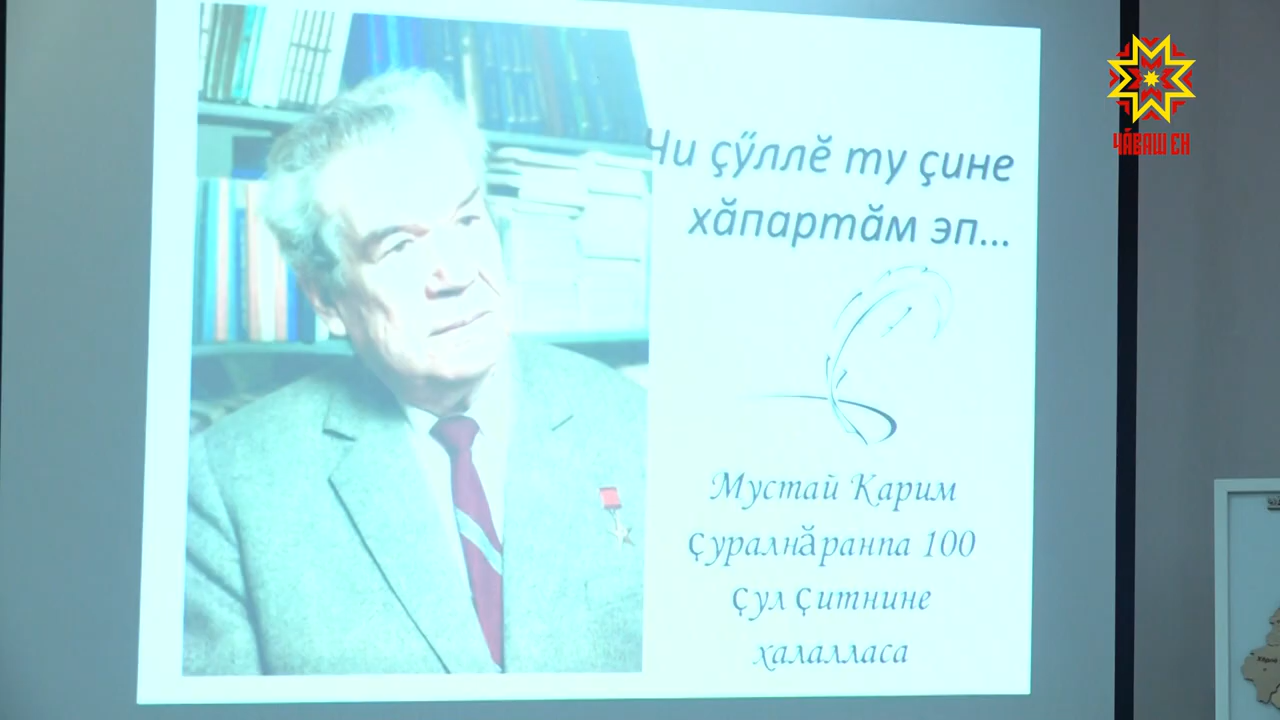 Чи ҫӳллӗ ту ҫине
хӑпартӑм эп...
Мустай Карим
Ҫуралнӑранпа 100
Ҫул Ҫитнине
халалласа
ЧӐВАШ ЕН